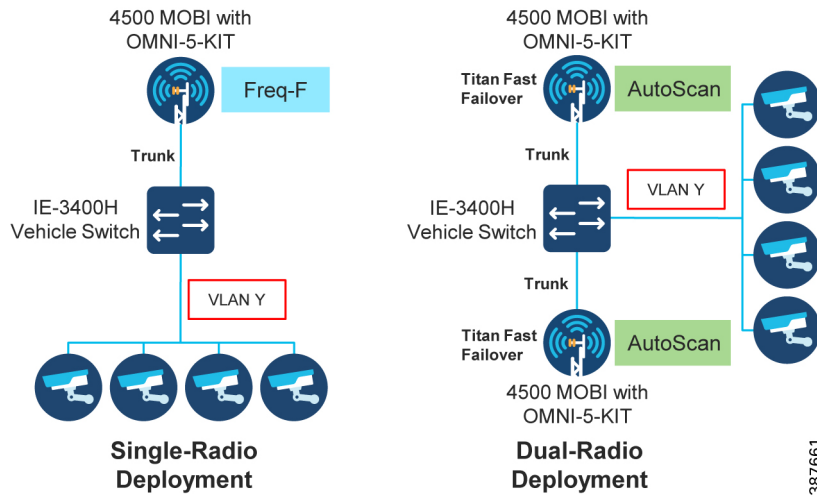 4500 MOBI with
OMNI-5-KIT
Freq-F
Trunk
IE-3400H
Vehicle Switch
VLAN Y
Single-Radio
Deployment
4500 MOBI with
OMNI-5-KIT
Titan Fast
Failover
AutoScan
Trunk
VLAN Y
IE-3400H
Vehicle Switch
Trunk
Titan Fast
Failover
AutoScan
4500 MOBI with
OMNI-5-KIT
Dual-Radio
Deployment
387661